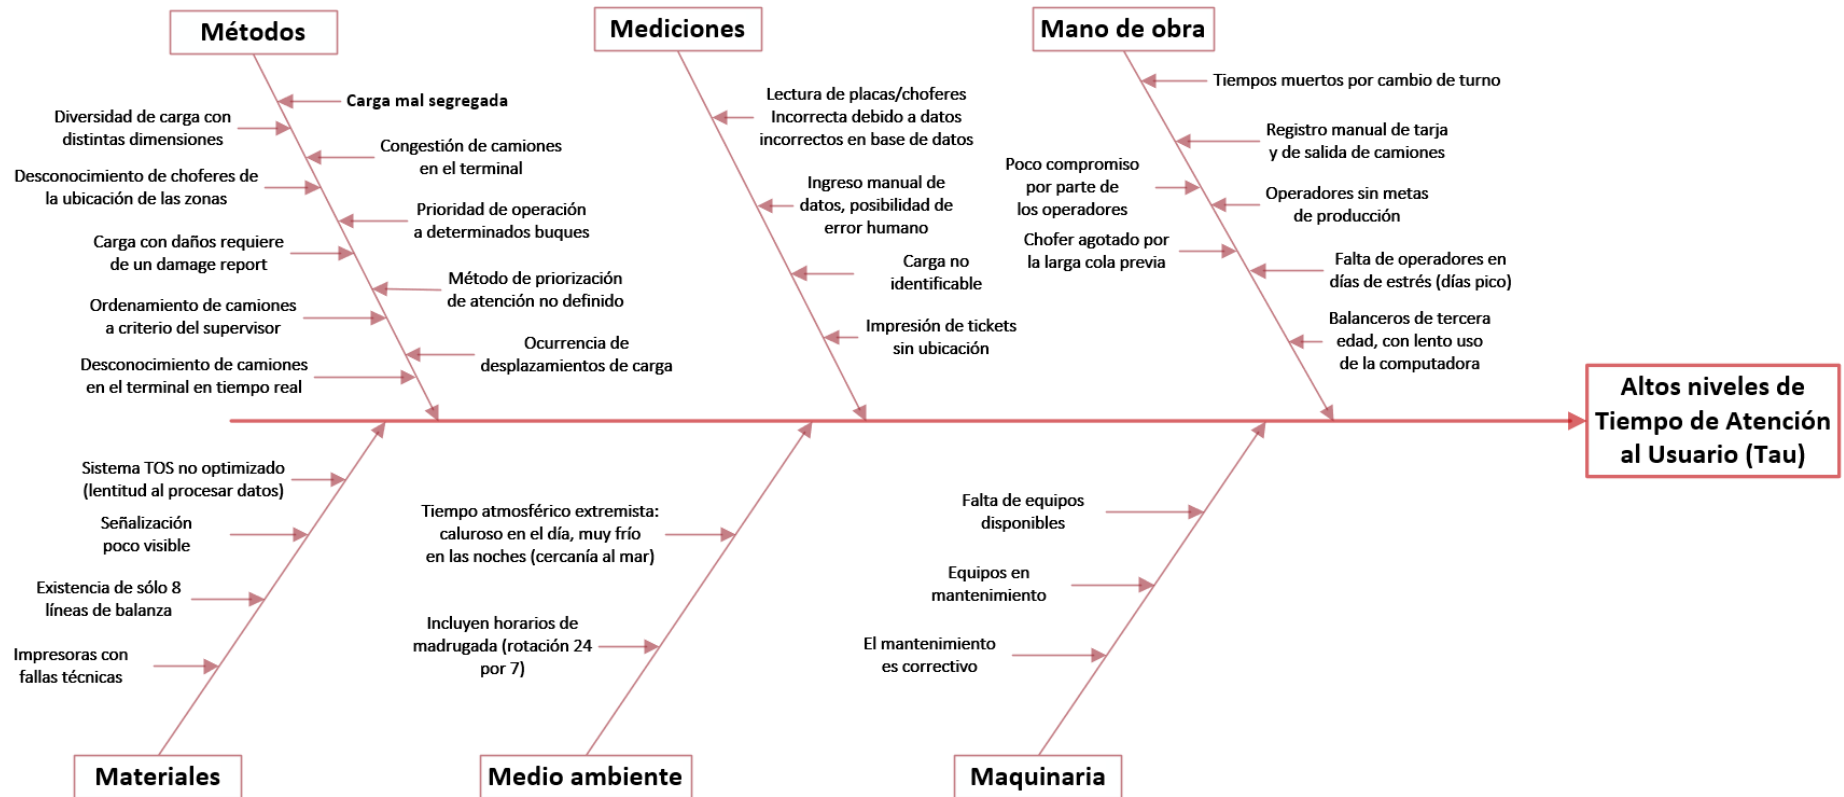 Métodos
Mediciones
Mano de obra
Carga mal segregada
Diversidad de carga con
distintas dimensiones
Congestión de camiones
en el terminal
Desconocimiento de choferes de
la ubicación de las zonas
Prioridad de operación
a determinados buques
Carga con daños requiere
de un damage report
Método de priorización
de atención no definido
Ordenamiento de camiones
a criterio del supervisor
Ocurrencia de
desplazamientos de carga
Desconocimiento de camiones
en el terminal en tiempo real
Lectura de placas/choferes
Incorrecta debido a datos
incorrectos en base de datos
Ingreso manual de
datos, posibilidad de
error humano
Carga no
identificable
Impresión de tickets
sin ubicación
Tiempos muertos por cambio de turno
Registro manual de tarja
y de salida de camiones
Poco compromiso
por parte de
los operadores
Operadores sin metas
de producción
Chofer agotado por
la larga cola previa
Falta de operadores en
días de estrés (días pico)
Balanceros de tercera
edad, con lento uso
de la computadora
Altos niveles de
Tiempo de Atención
al Usuario (Tau)
Sistema TOS no optimizado
(lentitud al procesar datos)
Señalización
poco visible
Existencia de sólo 8
líneas de balanza
Impresoras con
fallas técnicas
Tiempo atmosférico extremista:
caluroso en el día, muy frío
en las noches (cercanía al mar)
Incluyen horarios de
madrugada (rotación 24
por 7)
Falta de equipos
disponibles
Equipos en
mantenimiento
El mantenimiento
es correctivo
Materiales
Medio ambiente
Maquinaria